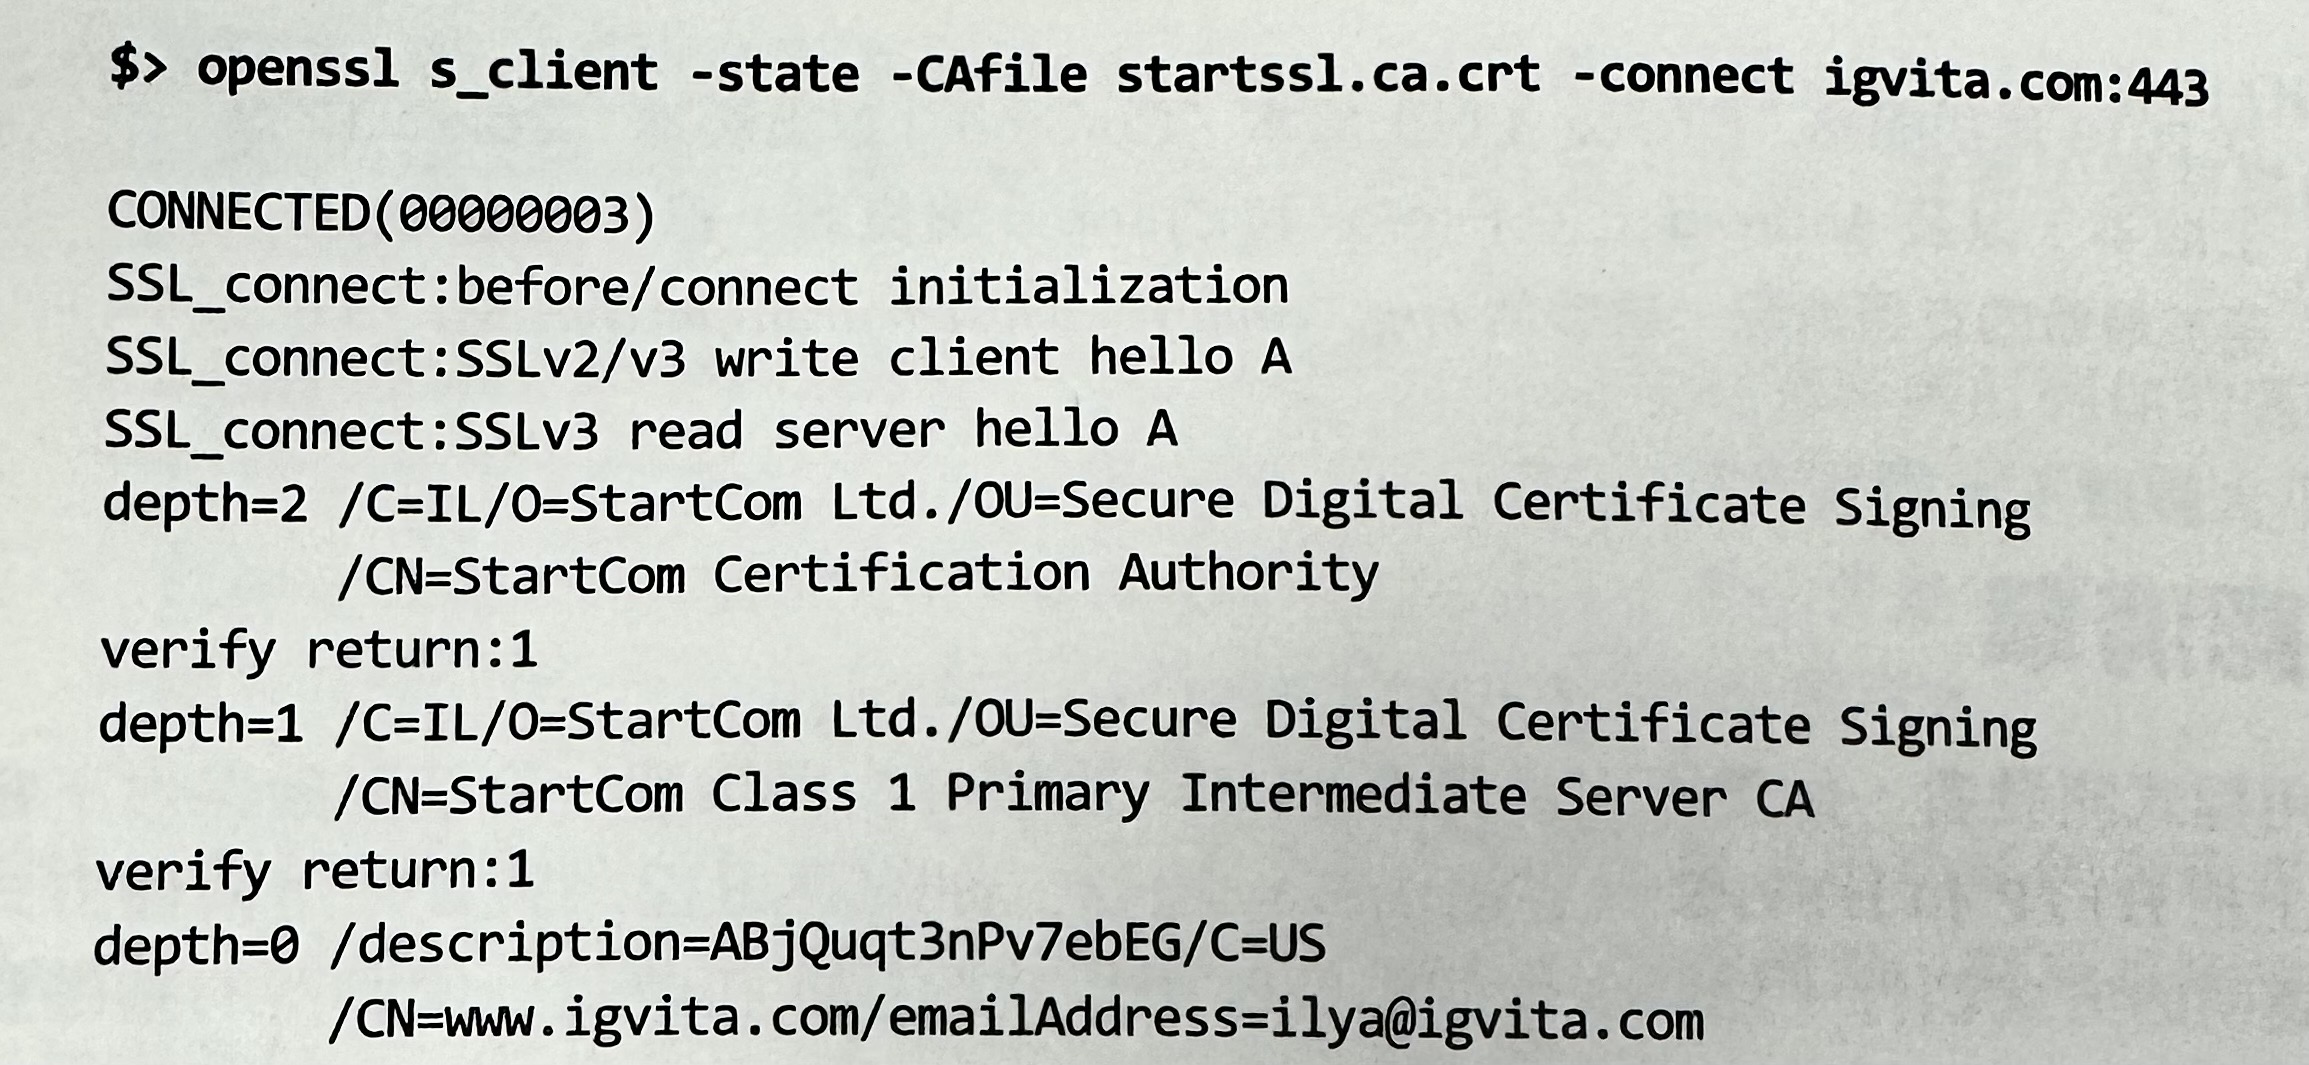 $> openssl s_client -state -CAfile startssl.ca.crt -connect igvita.com:443
CONNECTED(00000003)
SSL_connect:before/connect initialization
SSL_connect:SSLv2/v3 write client hello A
SSL_connect:SSLv3 read server hello A
depth=2 /C=IL/O=StartCom Ltd./OU=Secure Digital Certificate Signing
/CN=StartCom Certification Authority
verify return:1
depth=1 /C=IL/O=StartCom Ltd./OU=Secure Digital Certificate Signing
/CN=StartCom Class 1 Primary Intermediate Server CA
verify return:1
depth=0 /description=ABjQuqt3nPv7ebEG/C=US
/CN=www.igvita.com/emailAddress=ilya@igvita.com